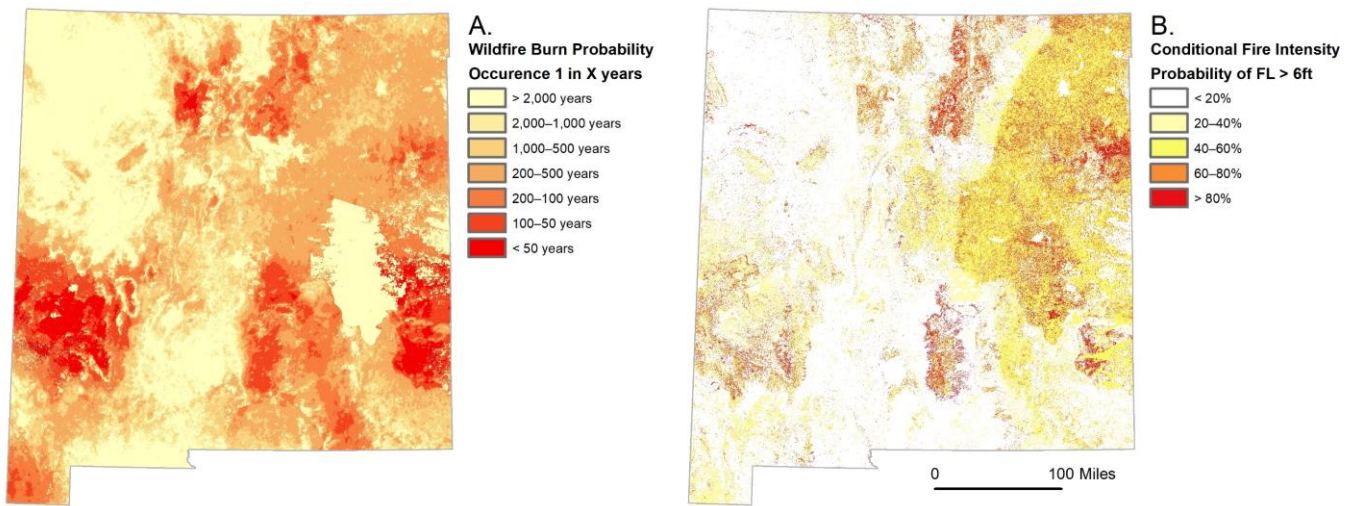 A.
Wildfire Burn Probability
Occurence 1 in X years
> 2,000 years
2,000–1,000 years
1,000–500 years
200–500 years
200–100 years
100–50 years
< 50 years
B.
Conditional Fire Intensity
Probability of FL > 6ft
< 20%
20–40%
40–60%
60–80%
> 80%
0 100 Miles